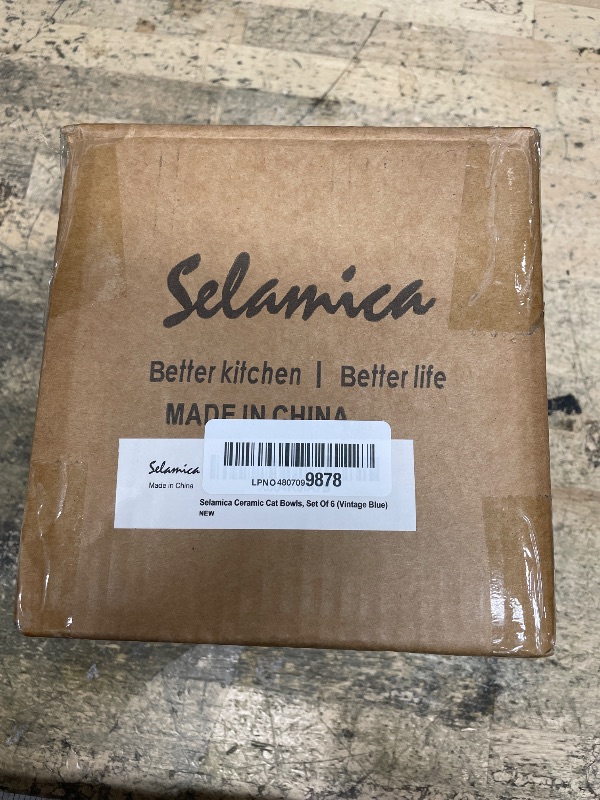 Selamica
Better kitchen | Better life
MADE IN CHINA
Selamica
Made in China
LPNO4807099878
Selamica Ceramic Cat Bowls, Set Of 6 (Vintage Blue)
NEW